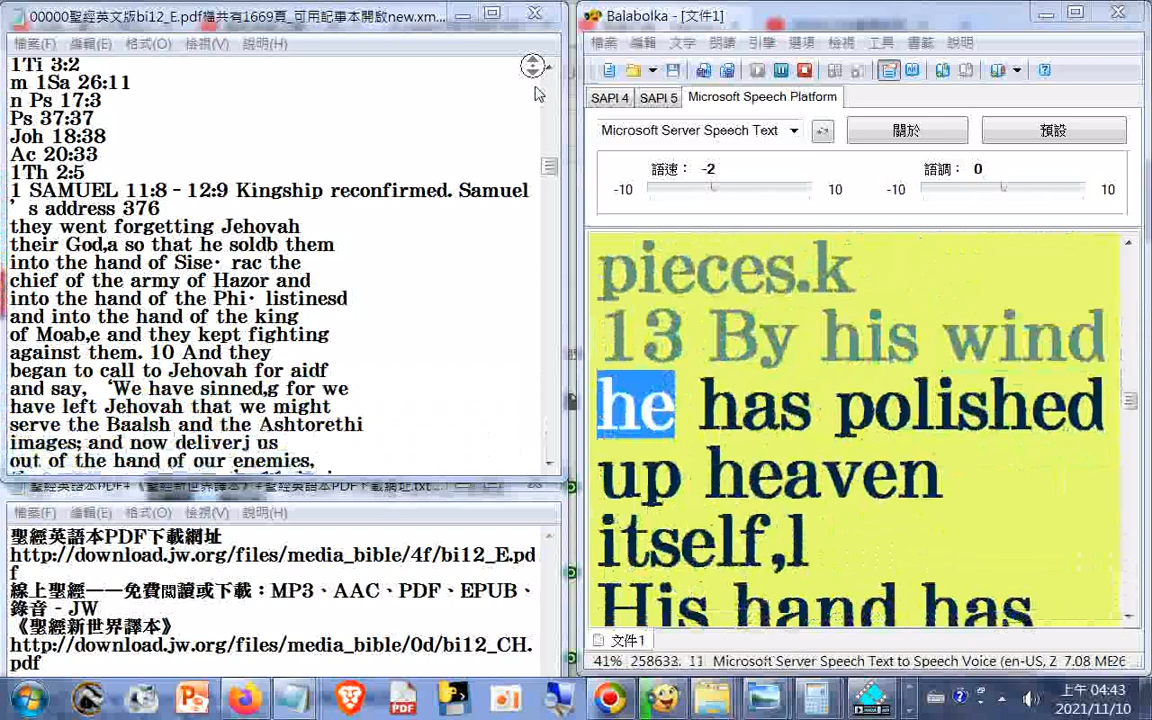 00000聖經英文版bi12_E.pdf檔共有1669頁_可用記事本開啟new.xm...
檔案(F) 編輯(E) 格式(O) 檢視(V) 說明(H)
1Ti 3:2
m 1Sa 26:11
n Ps 17:3
Ps 37:37
Joh 18:38
Ac 20:33
1Th 2:5
1 SAMUEL 11:8-12:9 Kingship reconfirmed. Samuel
’s address 376
they went forgetting Jehovah
their God,a so that he soldb them
into the hand of Sise· rac the
chief of the army of Hazor and
into the hand of the Phi· listinesd
and into the hand of the king
of Moab,e and they kept fighting
against them. 10 And they
began to call to Jehovah for aidf
and say, ‘We have sinned,g for we
have left Jehovah that we might
serve the Baalsh and the Ashtorethi
images; and now deliverj us
out of the hand of our enemies,
檔案(F) 編輯(E) 格式(O) 檢視(V) 說明(H)
聖經英語本PDF下載網址
http://download.jw.org/files/media_bible/4f/bi12_E.pd
f
線上聖經——免費閱讀或下載：MP3、AAC、PDF、EPUB、
錄音 - JW
《聖經新世界譯本》
http://download.jw.org/files/media_bible/0d/bi12_CH.
pdf
Balabolka - [文件1]
檔案 編輯 文字 朗讀 引擎 選項 檢視 工具 書籤 說明
SAPI 4 SAPI 5 Microsoft Speech Platform
Microsoft Server Speech Text 關於 預設
語速： -2 語調： 0
-10 10 -10 10
pieces.k
13 By his wind
he has polished
up heaven
itself,l
His hand has
文件1
41% 258632. Microsoft Server Speech Text to Speech Voice (en-US, Z 7.08 ME26
上午 04:43
2021/11/10